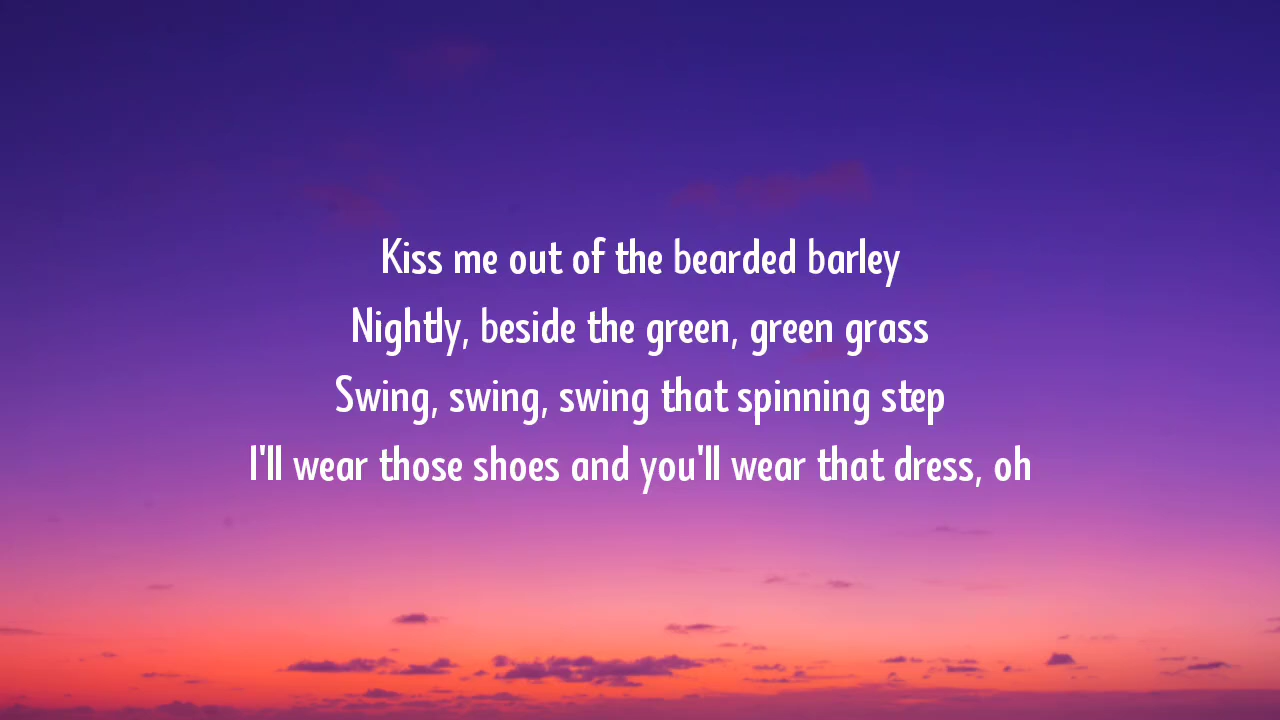 Kiss me out of the bearded barley
Nightly, beside the green, green grass
Swing, swing, swing that spinning step
I'll wear those shoes and you'll wear that dress, oh